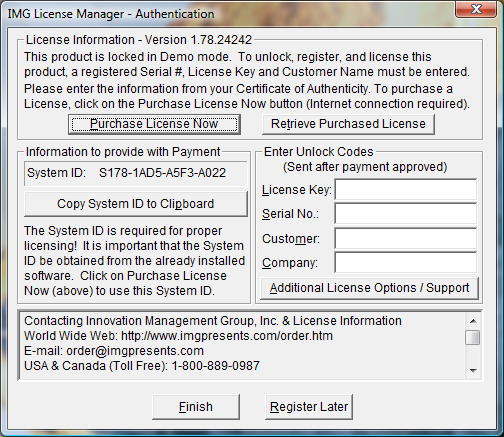 IMG License Manager - Authentication
License Information - Version 1.78.24242
This product is locked in Demo mode. To unlock, register, and license this
product, a registered Serial #, License Key and Customer Name must be entered.
Please enter the information from your Certificate of Authenticity. To purchase a
License, click on the Purchase License Now button (Internet connection required).
Purchase License Now
Retrieve Purchased License
Information to provide with Payment
System ID: S178-1AD5-A5F3-A022
Copy System ID to Clipboard
The System ID is required for proper
licensing! It is important that the System
ID be obtained from the already installed
software. Click on Purchase License
Now (above) to use this System ID.
Enter Unlock Codes
(Sent after payment approved)
License Key:
Serial No.:
Customer:
Company:
Additional License Options / Support
Contacting Innovation Management Group, Inc. & License Information
World Wide Web: http://www.imgpresents.com/order.htm
E-mail: order@imgpresents.com
USA & Canada (Toll Free): 1-800-889-0987
Finish
Register Later